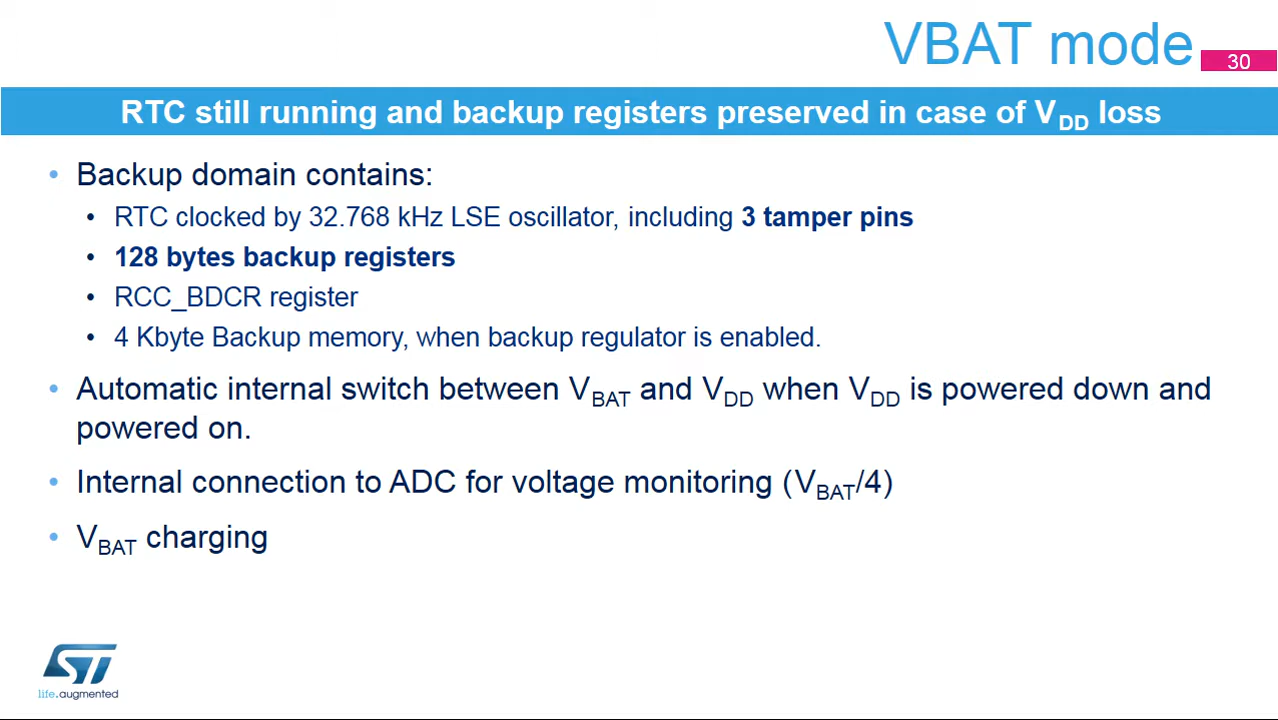 VBAT mode
30
RTC still running and backup registers preserved in case of VDD loss
• Backup domain contains:
• RTC clocked by 32.768 kHz LSE oscillator, including 3 tamper pins
• 128 bytes backup registers
• RCC_BDCR register
• 4 Kbyte Backup memory, when backup regulator is enabled.
• Automatic internal switch between VBAT and VDD when VDD is powered down and
powered on.
• Internal connection to ADC for voltage monitoring (VBAT/4)
• VBAT charging
ST
life.augmented